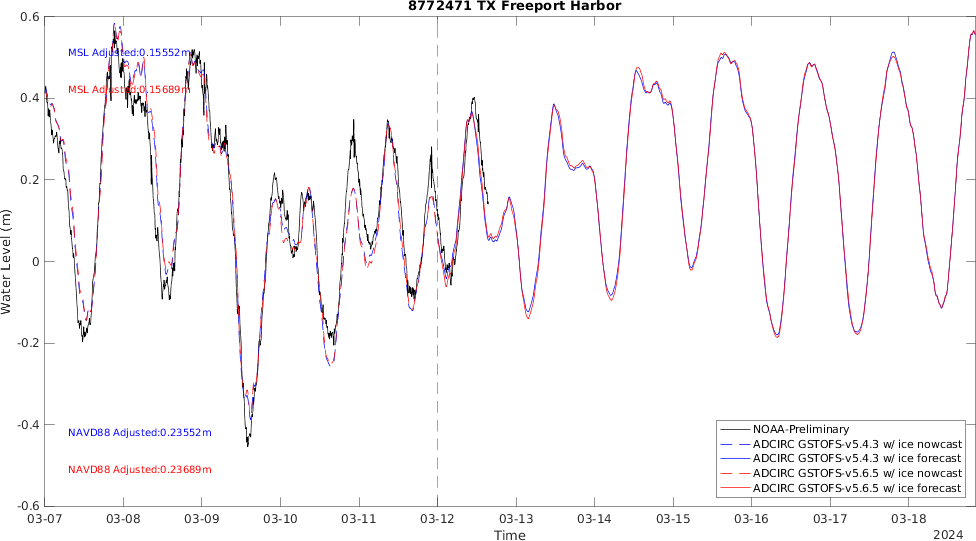 8772471 TX Freeport Harbor
0.6
0.4
0.2
0
-0.2
-0.4
-0.6
Water Level (m)
MSL Adjusted:0.15552m
MSL Adjusted:0.15689m
NAVD88 Adjusted:0.23552m
NAVD88 Adjusted:0.23689m
NOAA-Preliminary
ADCIRC GSTOFS-v5.4.3 w/ ice nowcast
ADCIRC GSTOFS-v5.4.3 w/ ice forecast
ADCIRC GSTOFS-v5.6.5 w/ ice nowcast
ADCIRC GSTOFS-v5.6.5 w/ ice forecast
03-07 03-08 03-09 03-10 03-11 03-12 03-13 03-14 03-15 03-16 03-17 03-18
Time
2024